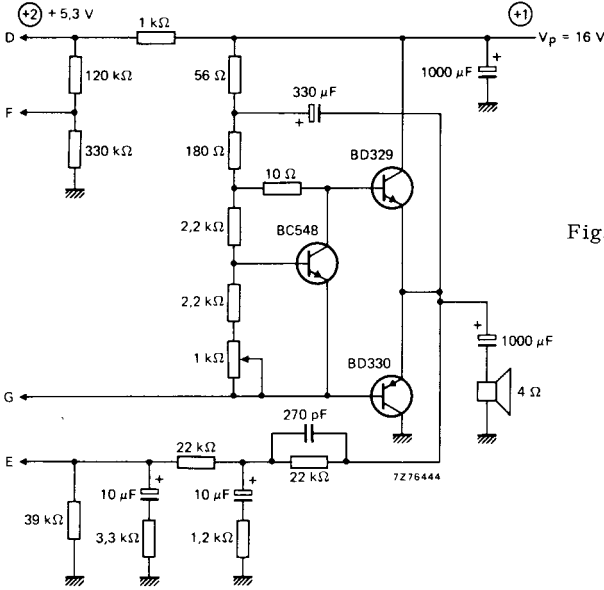 +2 + 5,3 V
+1
D
1 kΩ
Vp = 16 V
120 kΩ
56 Ω
330 µF
+
1000 µF
+
F
330 kΩ
180 Ω
BD329
10 Ω
2,2 kΩ
BC548
Fig.
2,2 kΩ
+
1000 µF
1 kΩ
BD330
4 Ω
G
270 pF
E
22 kΩ
22 kΩ
7Z76444
+
10 µF
+
10 µF
39 kΩ
3,3 kΩ
1,2 kΩ